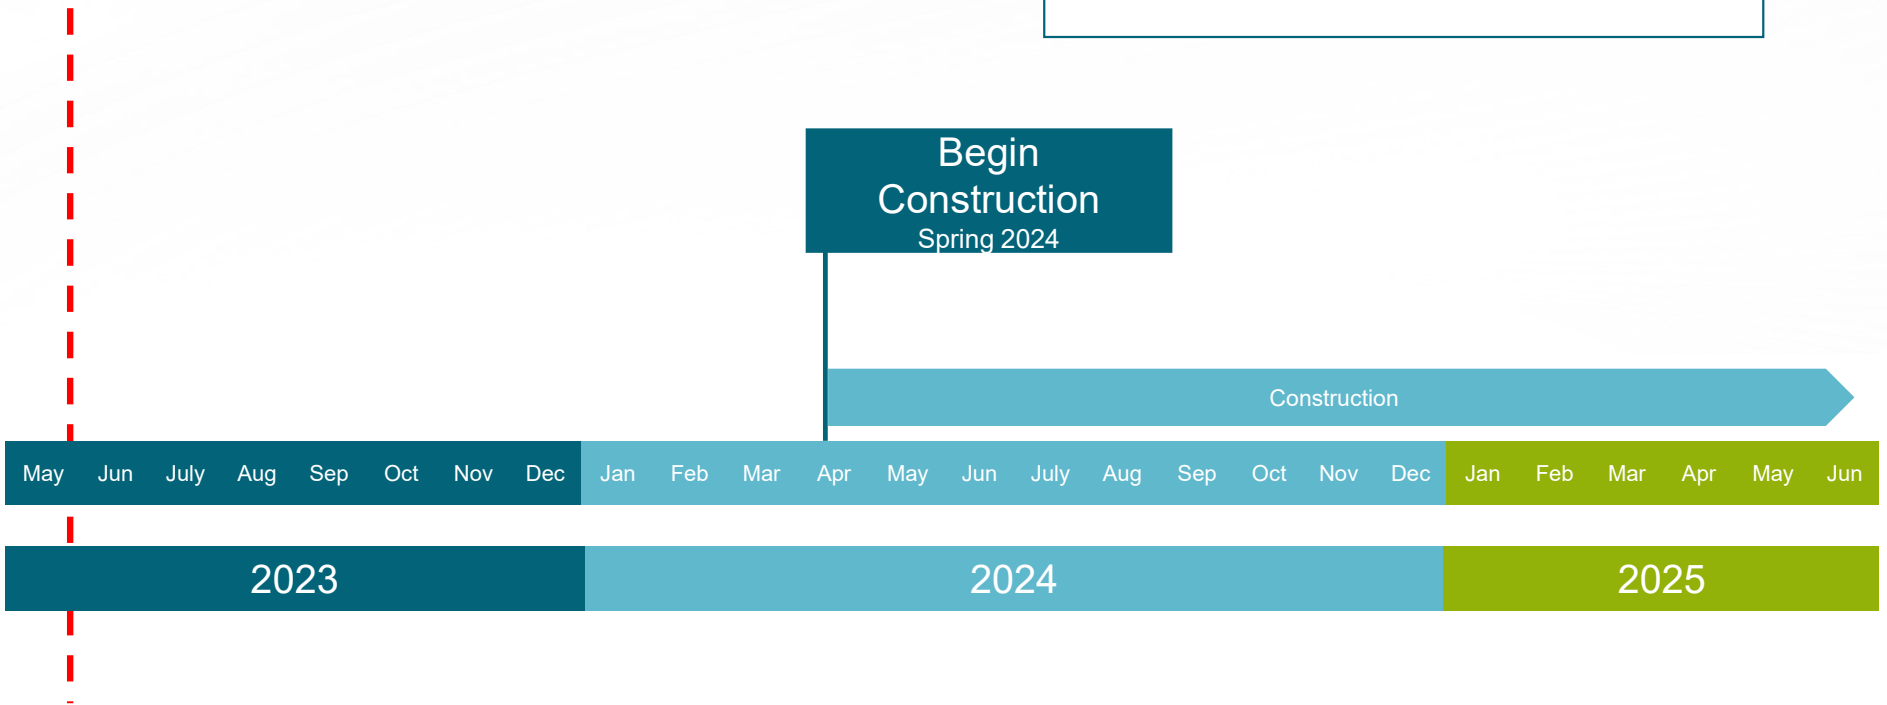 Begin
Construction
Spring 2024
Construction
May Jun July Aug Sep Oct Nov Dec Jan Feb Mar Apr May Jun July Aug Sep Oct Nov Dec Jan Feb Mar Apr May Jun
2023 2024 2025